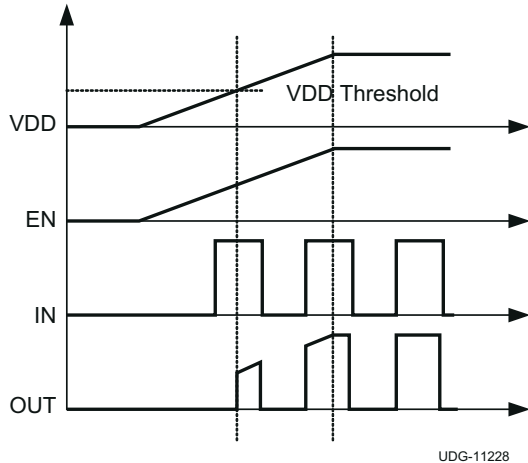 VDD Threshold
VDD
EN
IN
OUT
UDG-11228